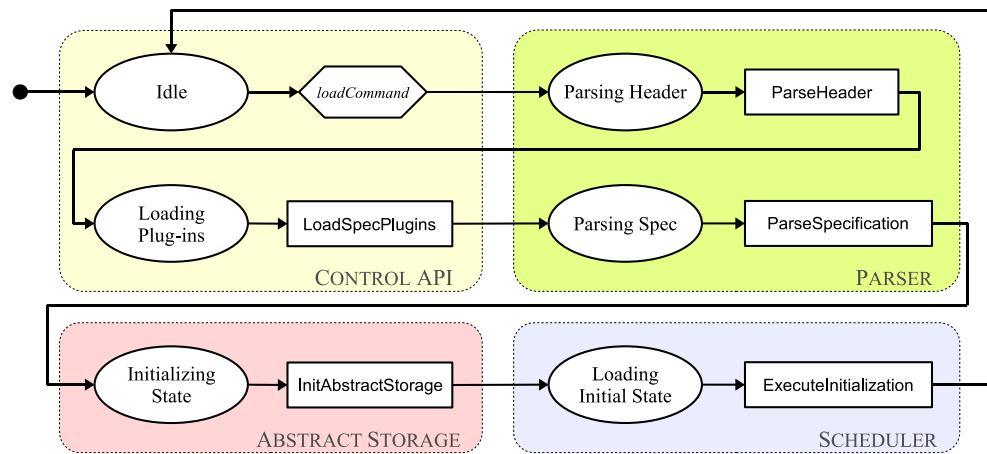 Idle
loadCommand
Parsing Header
ParseHeader
Loading
Plug-ins
LoadSpecPlugins
Parsing Spec
ParseSpecification
CONTROL API
PARSER
Initializing
State
InitAbstractStorage
Loading
Initial State
ExecuteInitialization
ABSTRACT STORAGE
SCHEDULER